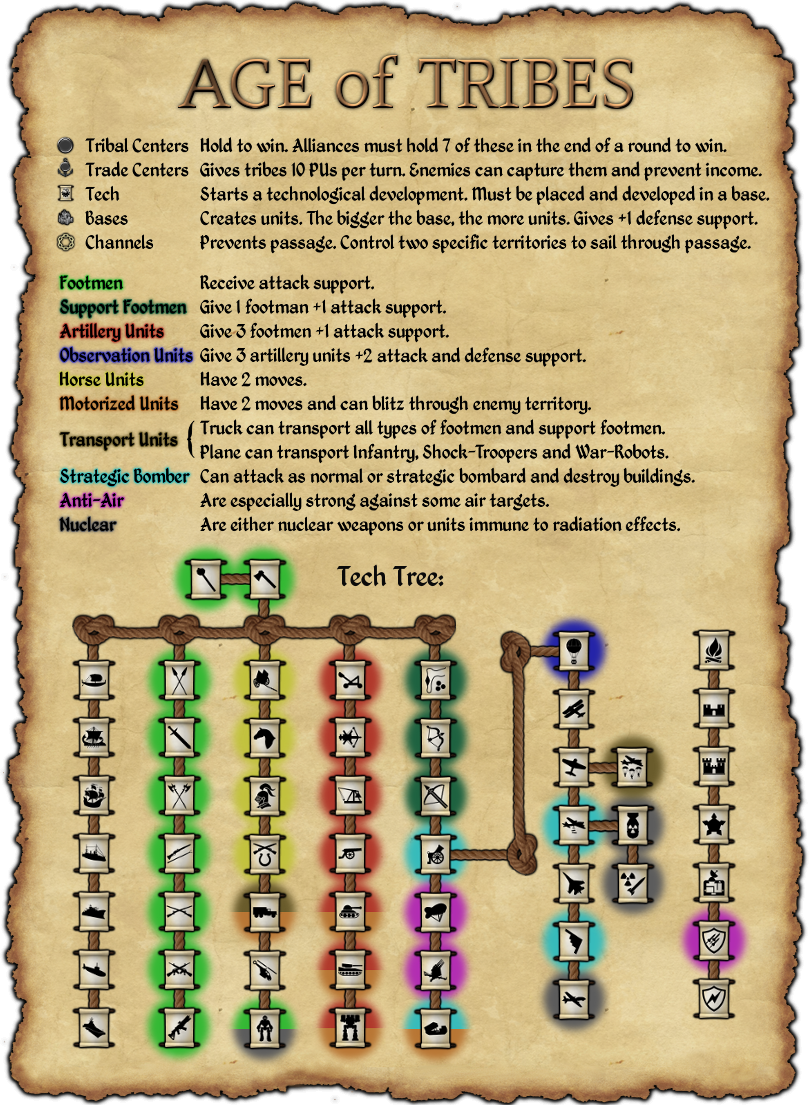 AGE of TRIBES
Tribal Centers Hold to win. Alliances must hold 7 of these in the end of a round to win.
Trade Centers Gives tribes 10 PUs per turn. Enemies can capture them and prevent income.
Tech Starts a technological development. Must be placed and developed in a base.
Bases Creates units. The bigger the base, the more units. Gives +1 defense support.
Channels Prevents passage. Control two specific territories to sail through passage.
Footmen Receive attack support.
Support Footmen Give 1 footman +1 attack support.
Artillery Units Give 3 footmen +1 attack support.
Observation Units Give 3 artillery units +2 attack and defense support.
Horse Units Have 2 moves.
Motorized Units Have 2 moves and can blitz through enemy territory.
Transport Units { Truck can transport all types of footmen and support footmen.
Plane can transport Infantry, Shock-Troopers and War-Robots.
Strategic Bomber Can attack as normal or strategic bombard and destroy buildings.
Anti-Air Are especially strong against some air targets.
Nuclear Are either nuclear weapons or units immune to radiation effects.
Tech Tree: